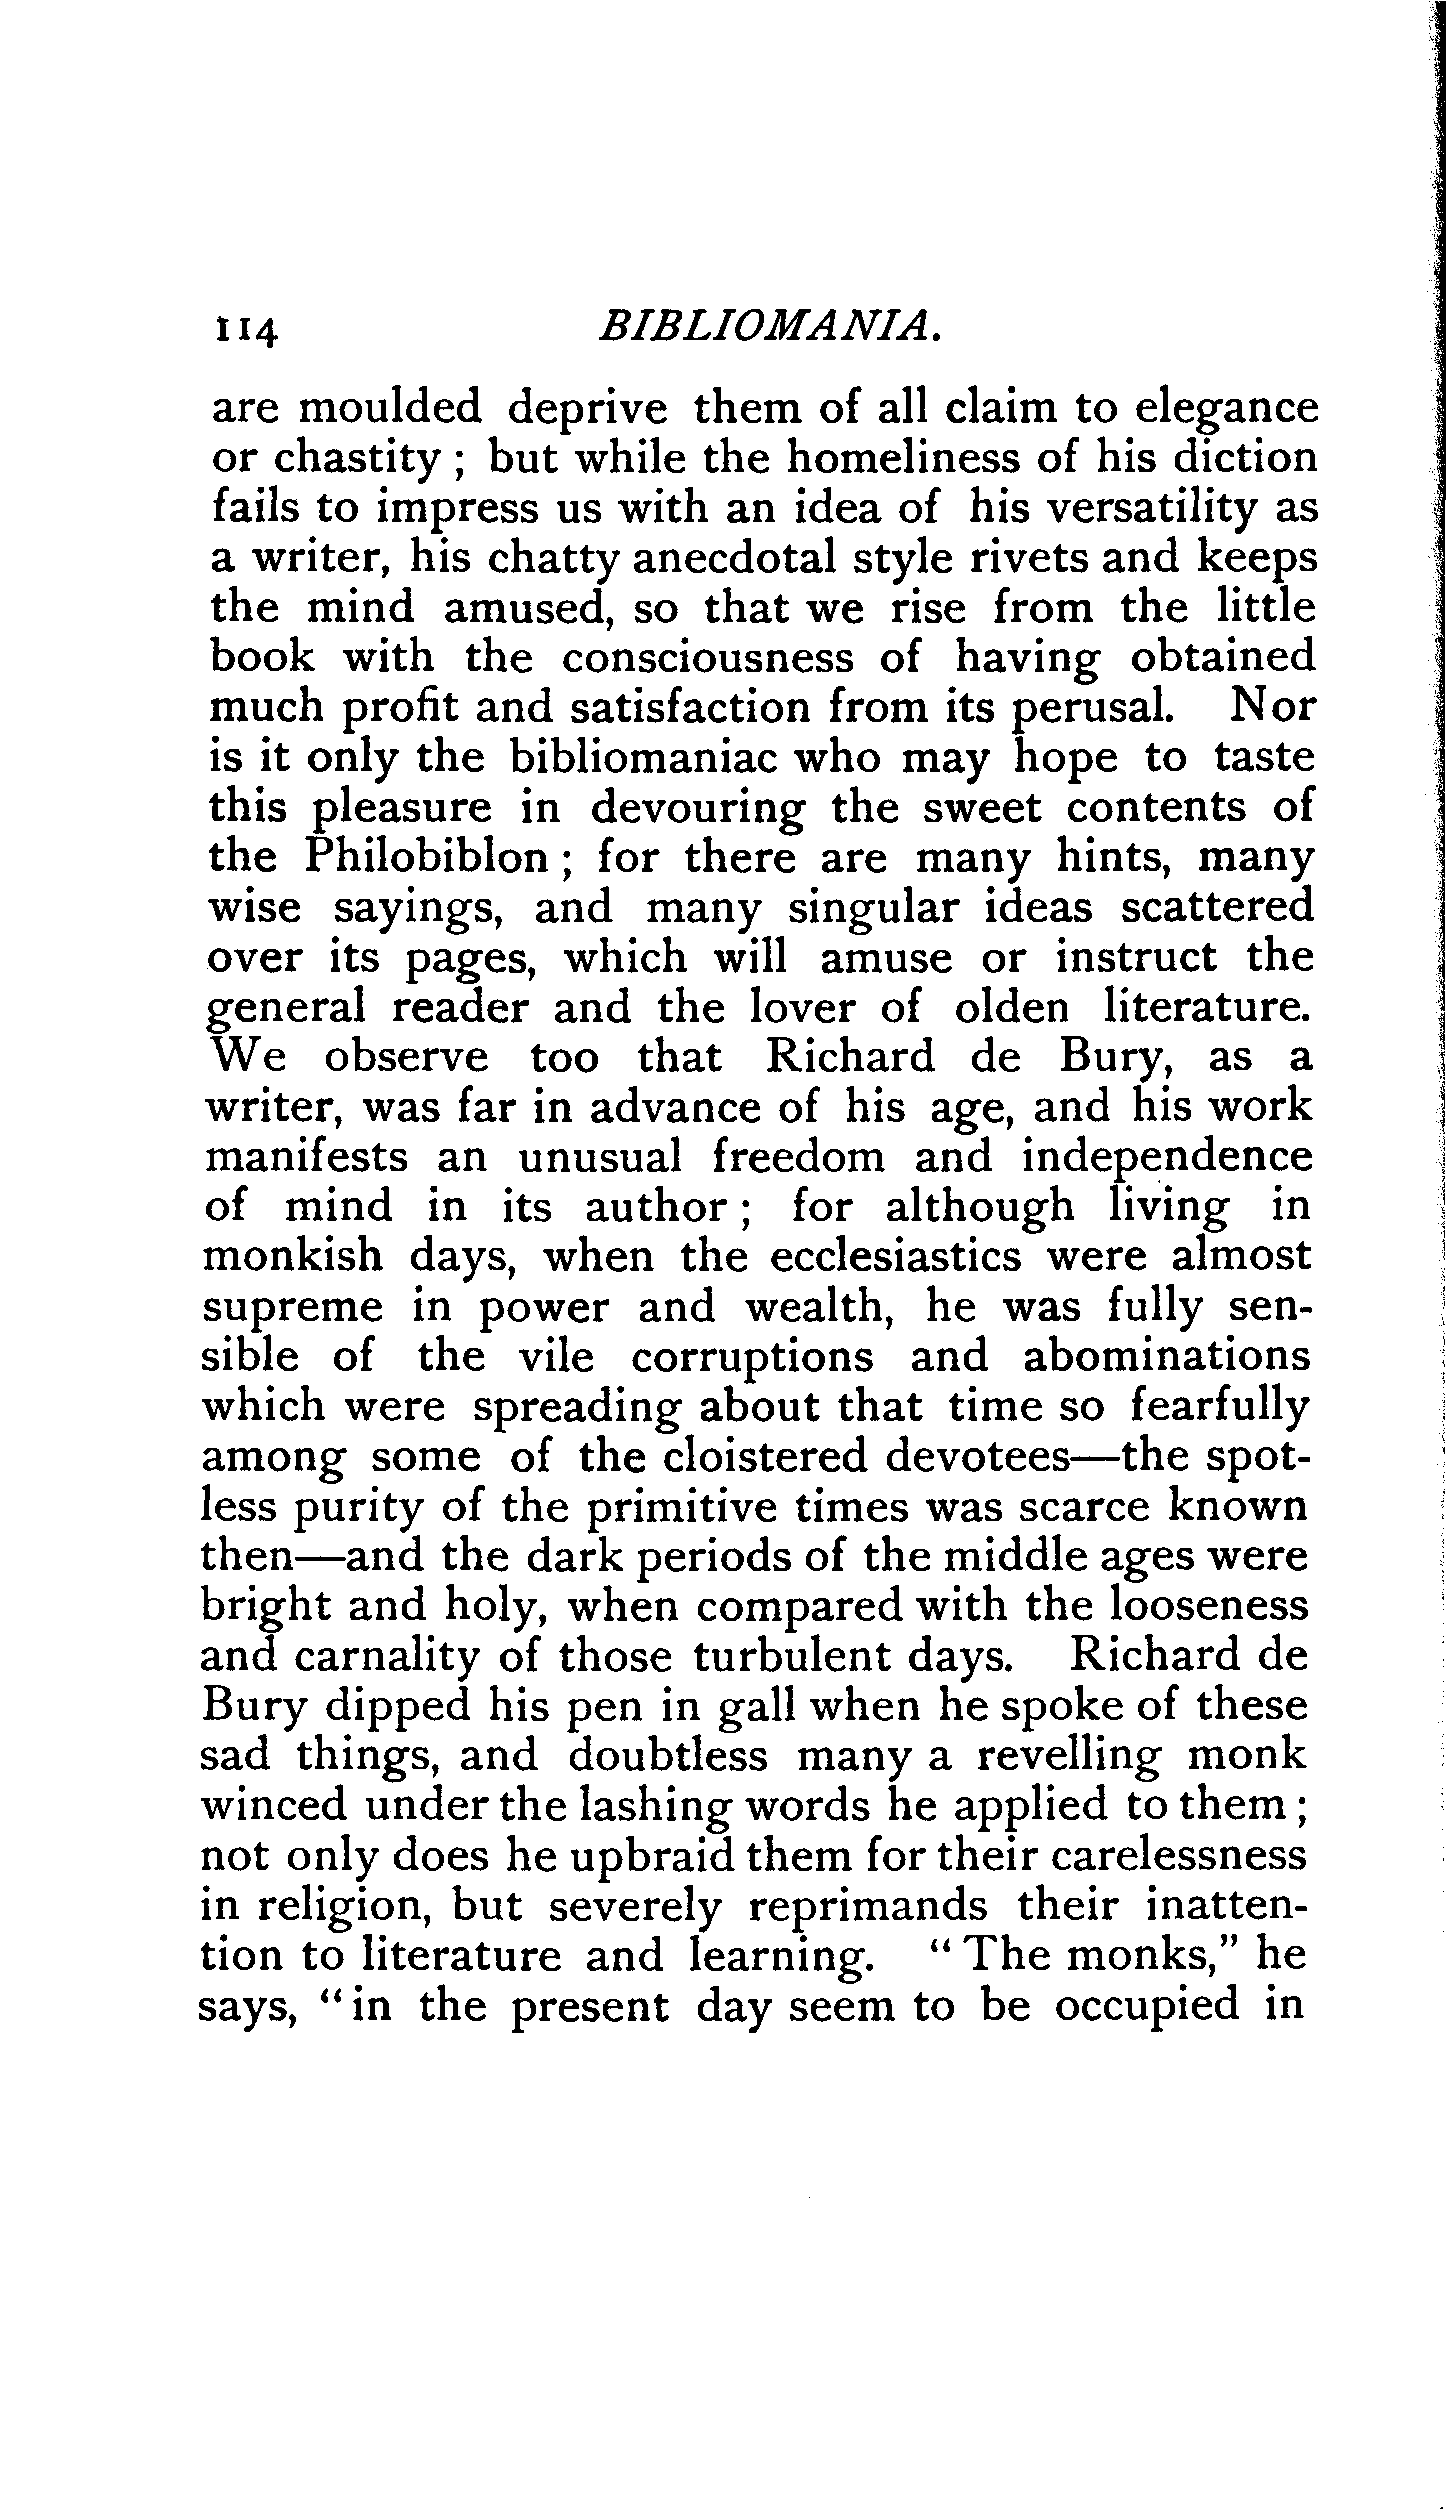 114 BIBLIOMANIA.
are moulded deprive them of all claim to elegance
or chastity ; but while the homeliness of his diction
fails to impress us with an idea of his versatility as
a writer, his chatty anecdotal style rivets and keeps
the mind amused, so that we rise from the little
book with the consciousness of having obtained
much profit and satisfaction from its perusal. Nor
is it only the bibliomaniac who may hope to taste
this pleasure in devouring the sweet contents of
the Philobiblon ; for there are many hints, many
wise sayings, and many singular ideas scattered
over its pages, which will amuse or instruct the
general reader and the lover of olden literature.
We observe too that Richard de Bury, as a
writer, was far in advance of his age, and his work
manifests an unusual freedom and independence
of mind in its author ; for although living in
monkish days, when the ecclesiastics were almost
supreme in power and wealth, he was fully sen-
sible of the vile corruptions and abominations
which were spreading about that time so fearfully
among some of the cloistered devotees—the spot-
less purity of the primitive times was scarce known
then—and the dark periods of the middle ages were
bright and holy, when compared with the looseness
and carnality of those turbulent days. Richard de
Bury dipped his pen in gall when he spoke of these
sad things, and doubtless many a revelling monk
winced under the lashing words he applied to them ;
not only does he upbraid them for their carelessness
in religion, but severely reprimands their inatten-
tion to literature and learning. “ The monks,” he
says, “ in the present day seem to be occupied in